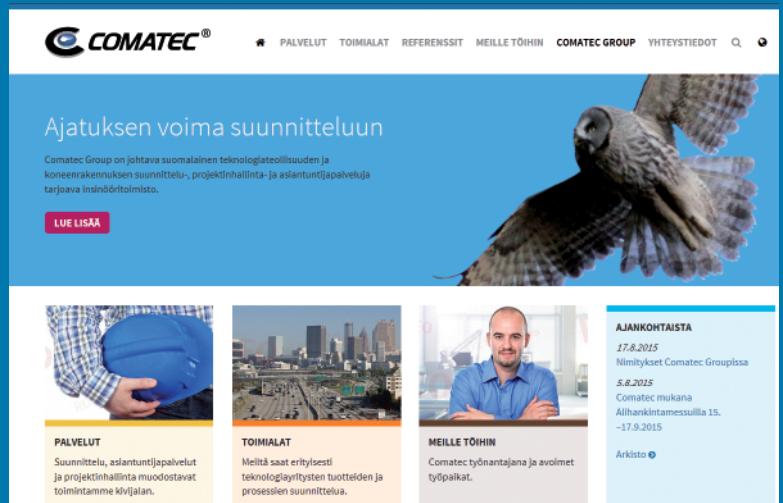 COMATEC®
PALVELUT TOIMIALAT REFERENSSIT MEILLE TÖIHIN COMATEC GROUP YHTEYSTIEDOT
Ajatuksen voima suunnitteluun
Comatec Group on johtava suomalainen teknologiateollisuuden ja
koneenrakennuksen suunnittelu-, projektinhallinta- ja asiantuntijapalveluja
tarjoava insinööritoimisto.
LUE LISÄÄ
PALVELUT
Suunnittelu, asiantuntijapalvelut
ja projektinhallinta muodostavat
toimintamme kivijalan.
TOIMIALAT
Meiltä saat erityisesti
teknologiayritysten tuotteiden ja
prosessien suunnittelua.
MEILLE TÖIHIN
Comatec työnantajana ja avoimet
työpaikat.
AJANKOHTAISTA
17.8.2015
Nimitykset Comatec Groupissa
5.8.2015
Comatec mukana
Alihankintamessuilla 15.
–17.9.2015
Arkisto